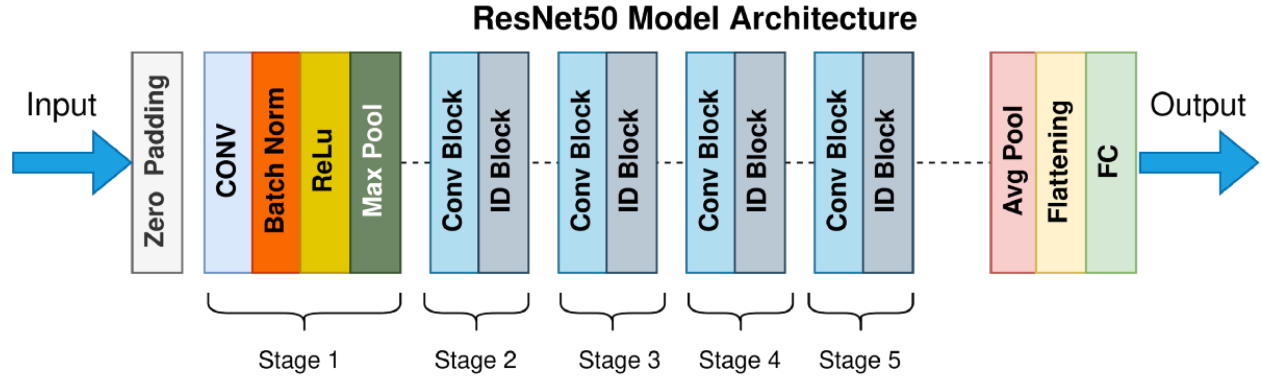 ResNet50 Model Architecture
Input
Zero Padding
CONV
Batch Norm
ReLu
Max Pool
Conv Block
ID Block
Conv Block
ID Block
Conv Block
ID Block
Conv Block
ID Block
Avg Pool
Flattening
FC
Output
Stage 1
Stage 2
Stage 3
Stage 4
Stage 5